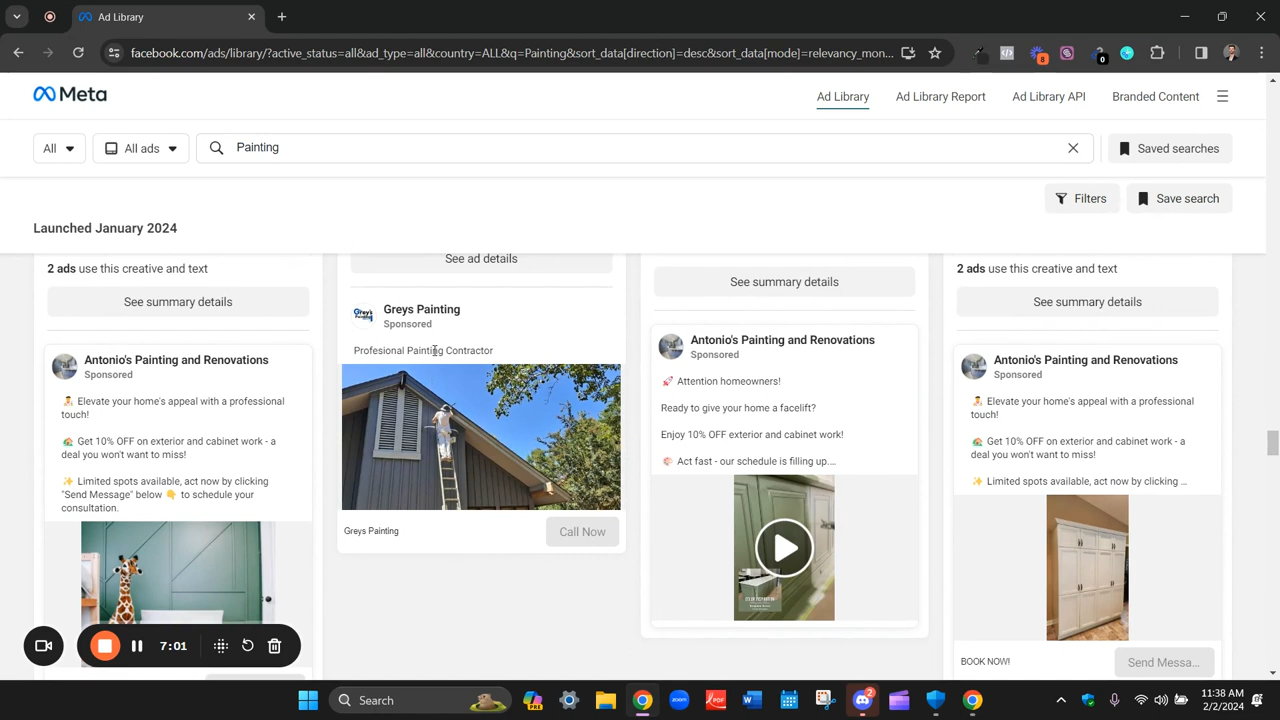 Ad Library
facebook.com/ads/library/?active_status=all&ad_type=all&country=ALL&q=Painting&sort_data[direction]=desc&sort_data[mode]=relevancy_mon...
8
0
Meta
Ad Library
Ad Library Report
Ad Library API
Branded Content
All
All ads
Painting
Saved searches
Filters
Save search
Launched January 2024
2 ads use this creative and text
See summary details
Antonio's Painting and Renovations
Sponsored
Elevate your home's appeal with a professional
touch!
Get 10% OFF on exterior and cabinet work - a
deal you won't want to miss!
Limited spots available, act now by clicking
"Send Message" below 👇 to schedule your
consultation.
See ad details
Greys Painting
Sponsored
Profesional Painting Contractor
Greys Painting
Call Now
See summary details
Antonio's Painting and Renovations
Sponsored
🚀 Attention homeowners!
Ready to give your home a facelift?
Enjoy 10% OFF exterior and cabinet work!
Act fast - our schedule is filling up....
2 ads use this creative and text
See summary details
Antonio's Painting and Renovations
Sponsored
Elevate your home's appeal with a professional
touch!
Get 10% OFF on exterior and cabinet work - a
deal you won't want to miss!
✨ Limited spots available, act now by clicking ...
BOOK NOW!
Send Messa...
7:01
Search
2
11:38 AM
2/2/2024